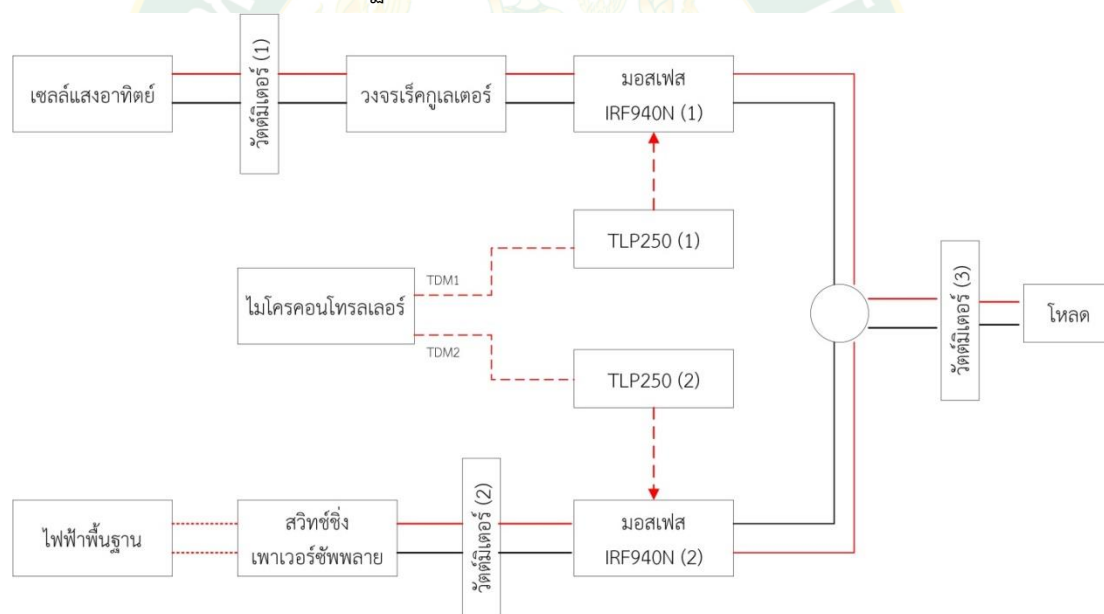 เซลล์แสงอาทิตย์
วัตต์มิเตอร์ (1)
วงจรเร็คกูเลเตอร์
มอสเฟส
IRF940N (1)
TLP250 (1)
TDM1
ไมโครคอนโทรลเลอร์
TDM2
TLP250 (2)
วัตต์มิเตอร์ (3)
โหลด
ไฟฟ้าพื้นฐาน
สวิทช์ชิ่ง
เพาเวอร์ซัพพลาย
วัตต์มิเตอร์ (2)
มอสเฟส
IRF940N (2)